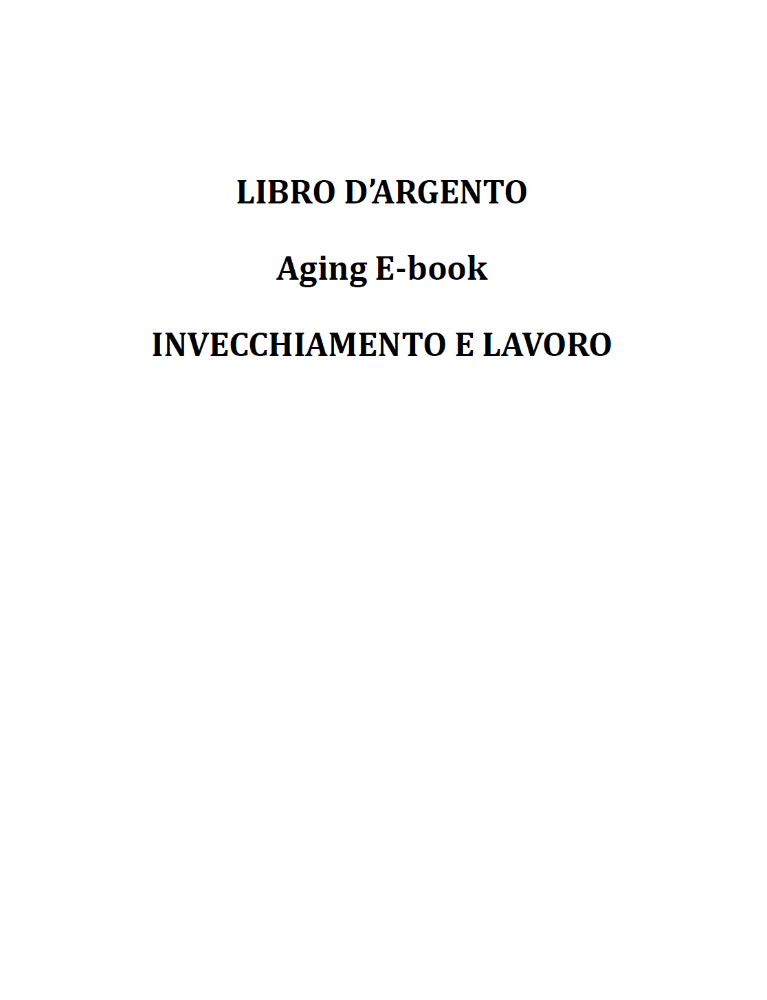 LIBRO D’ARGENTO
Aging E-book
INVECCHIAMENTO E LAVORO